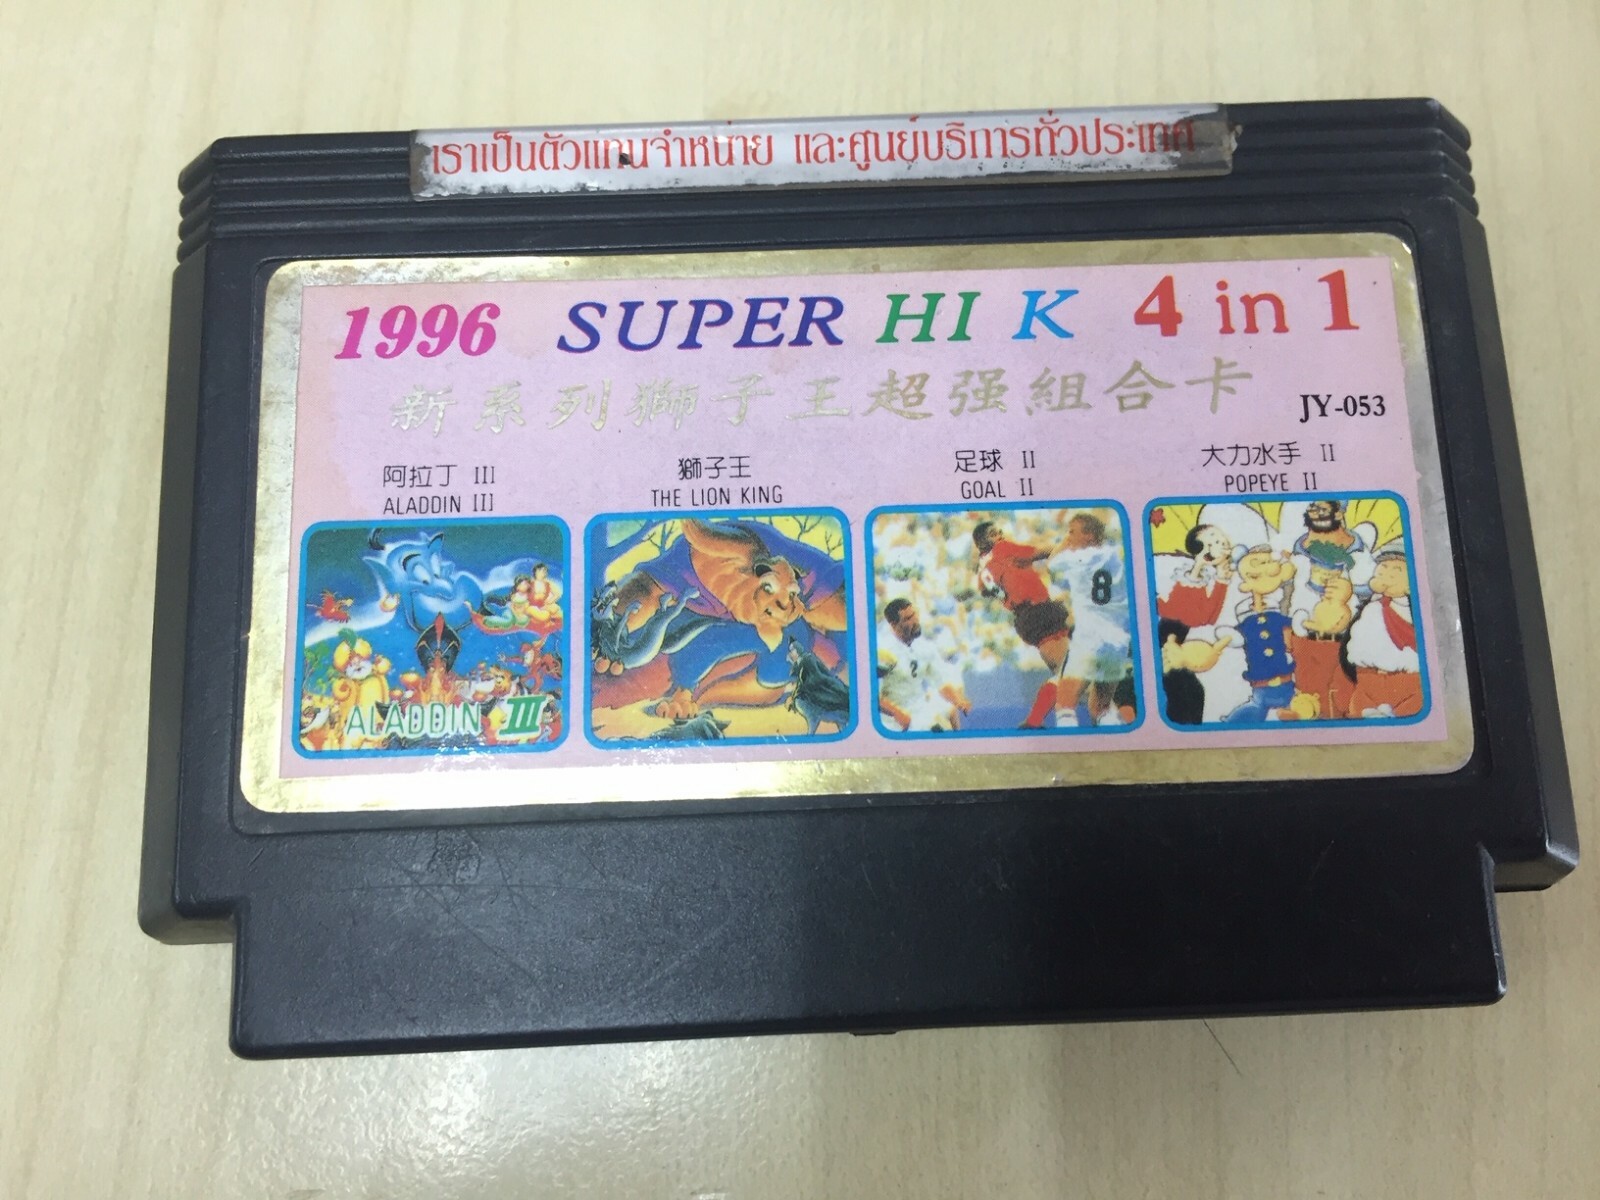 เราเป็นตัวแทนจำหน่าย และศูนย์บริการทั่วประเทศ
1996 SUPER HI K 4 in 1
新系列獅子王超强組合卡 JY-053
阿拉丁 III
ALADDIN III
獅子王
THE LION KING
足球 II
GOAL II
大力水手 II
POPEYE II
ALADDIN III
8
2